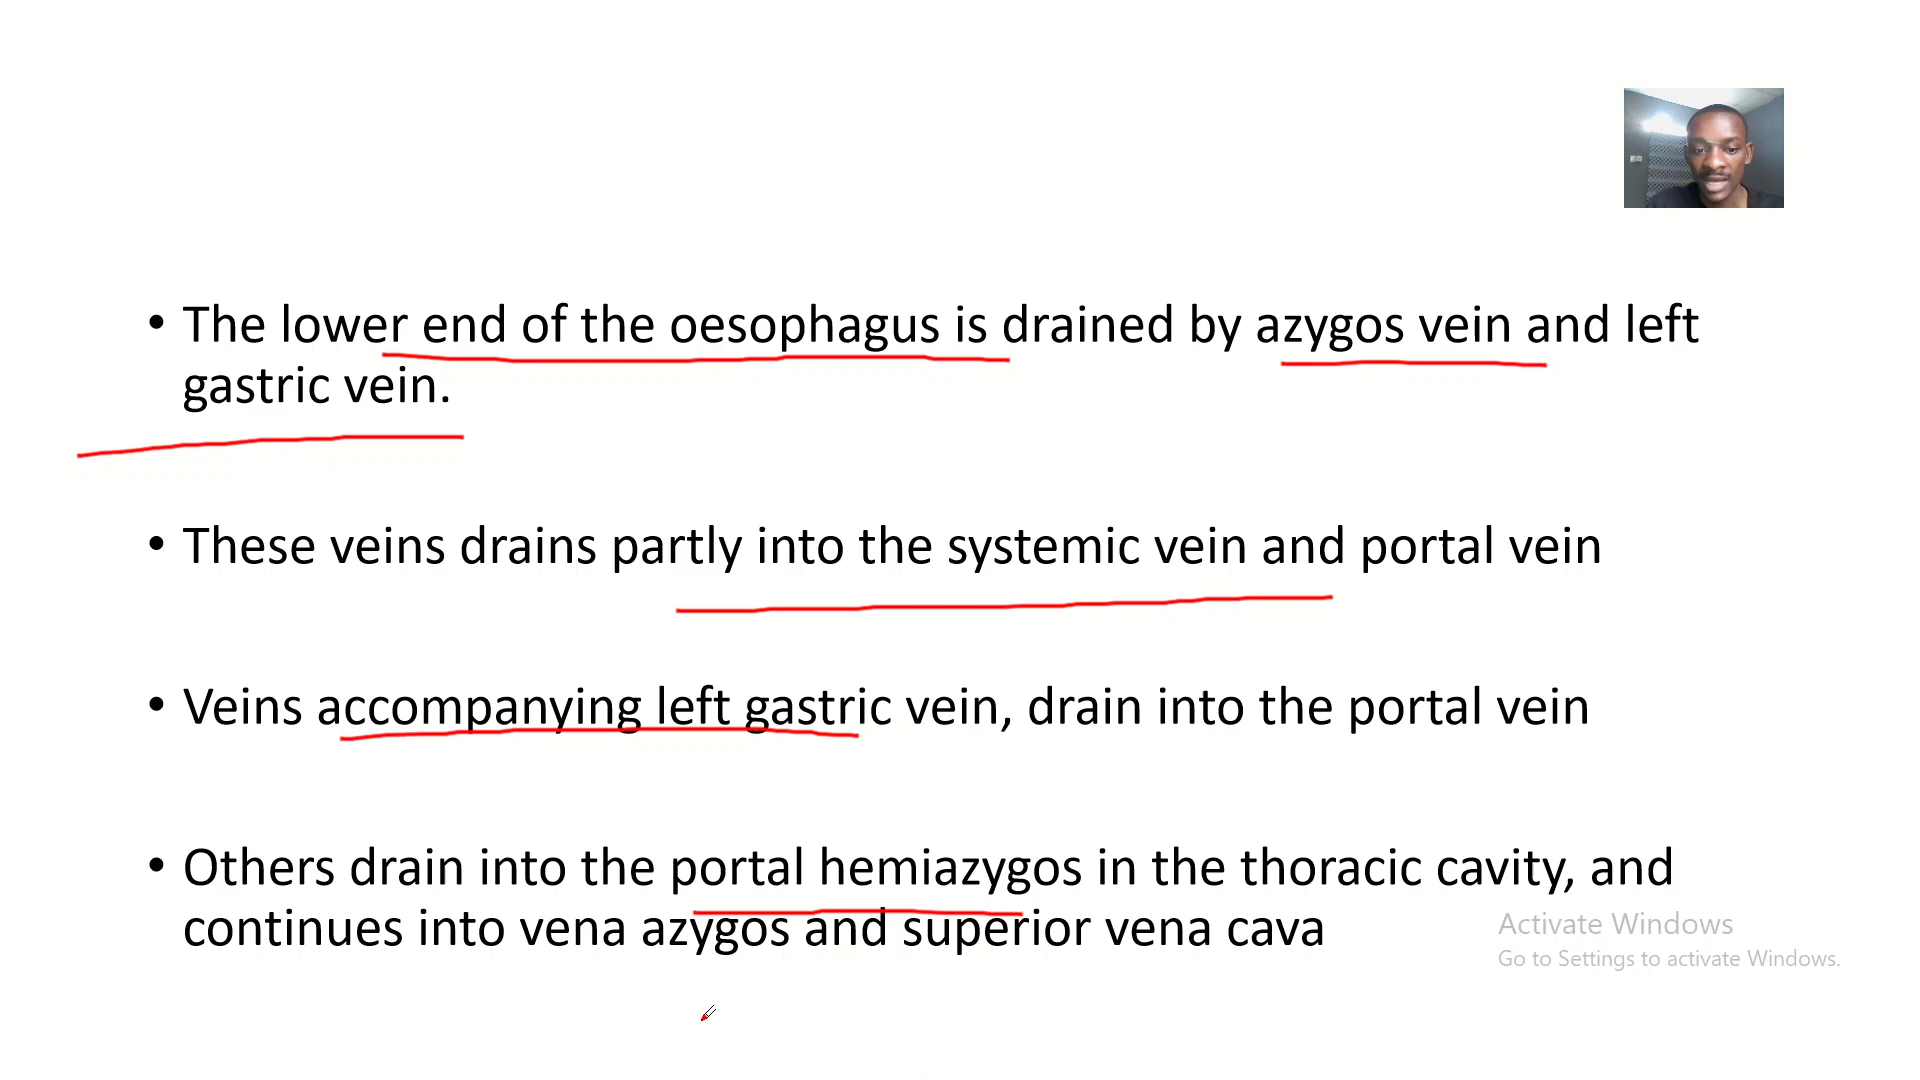 • The lower end of the oesophagus is drained by azygos vein and left
gastric vein.
• These veins drains partly into the systemic vein and portal vein
• Veins accompanying left gastric vein, drain into the portal vein
• Others drain into the portal hemiazygos in the thoracic cavity, and
continues into vena azygos and superior vena cava
Activate Windows
Go to Settings to activate Windows.